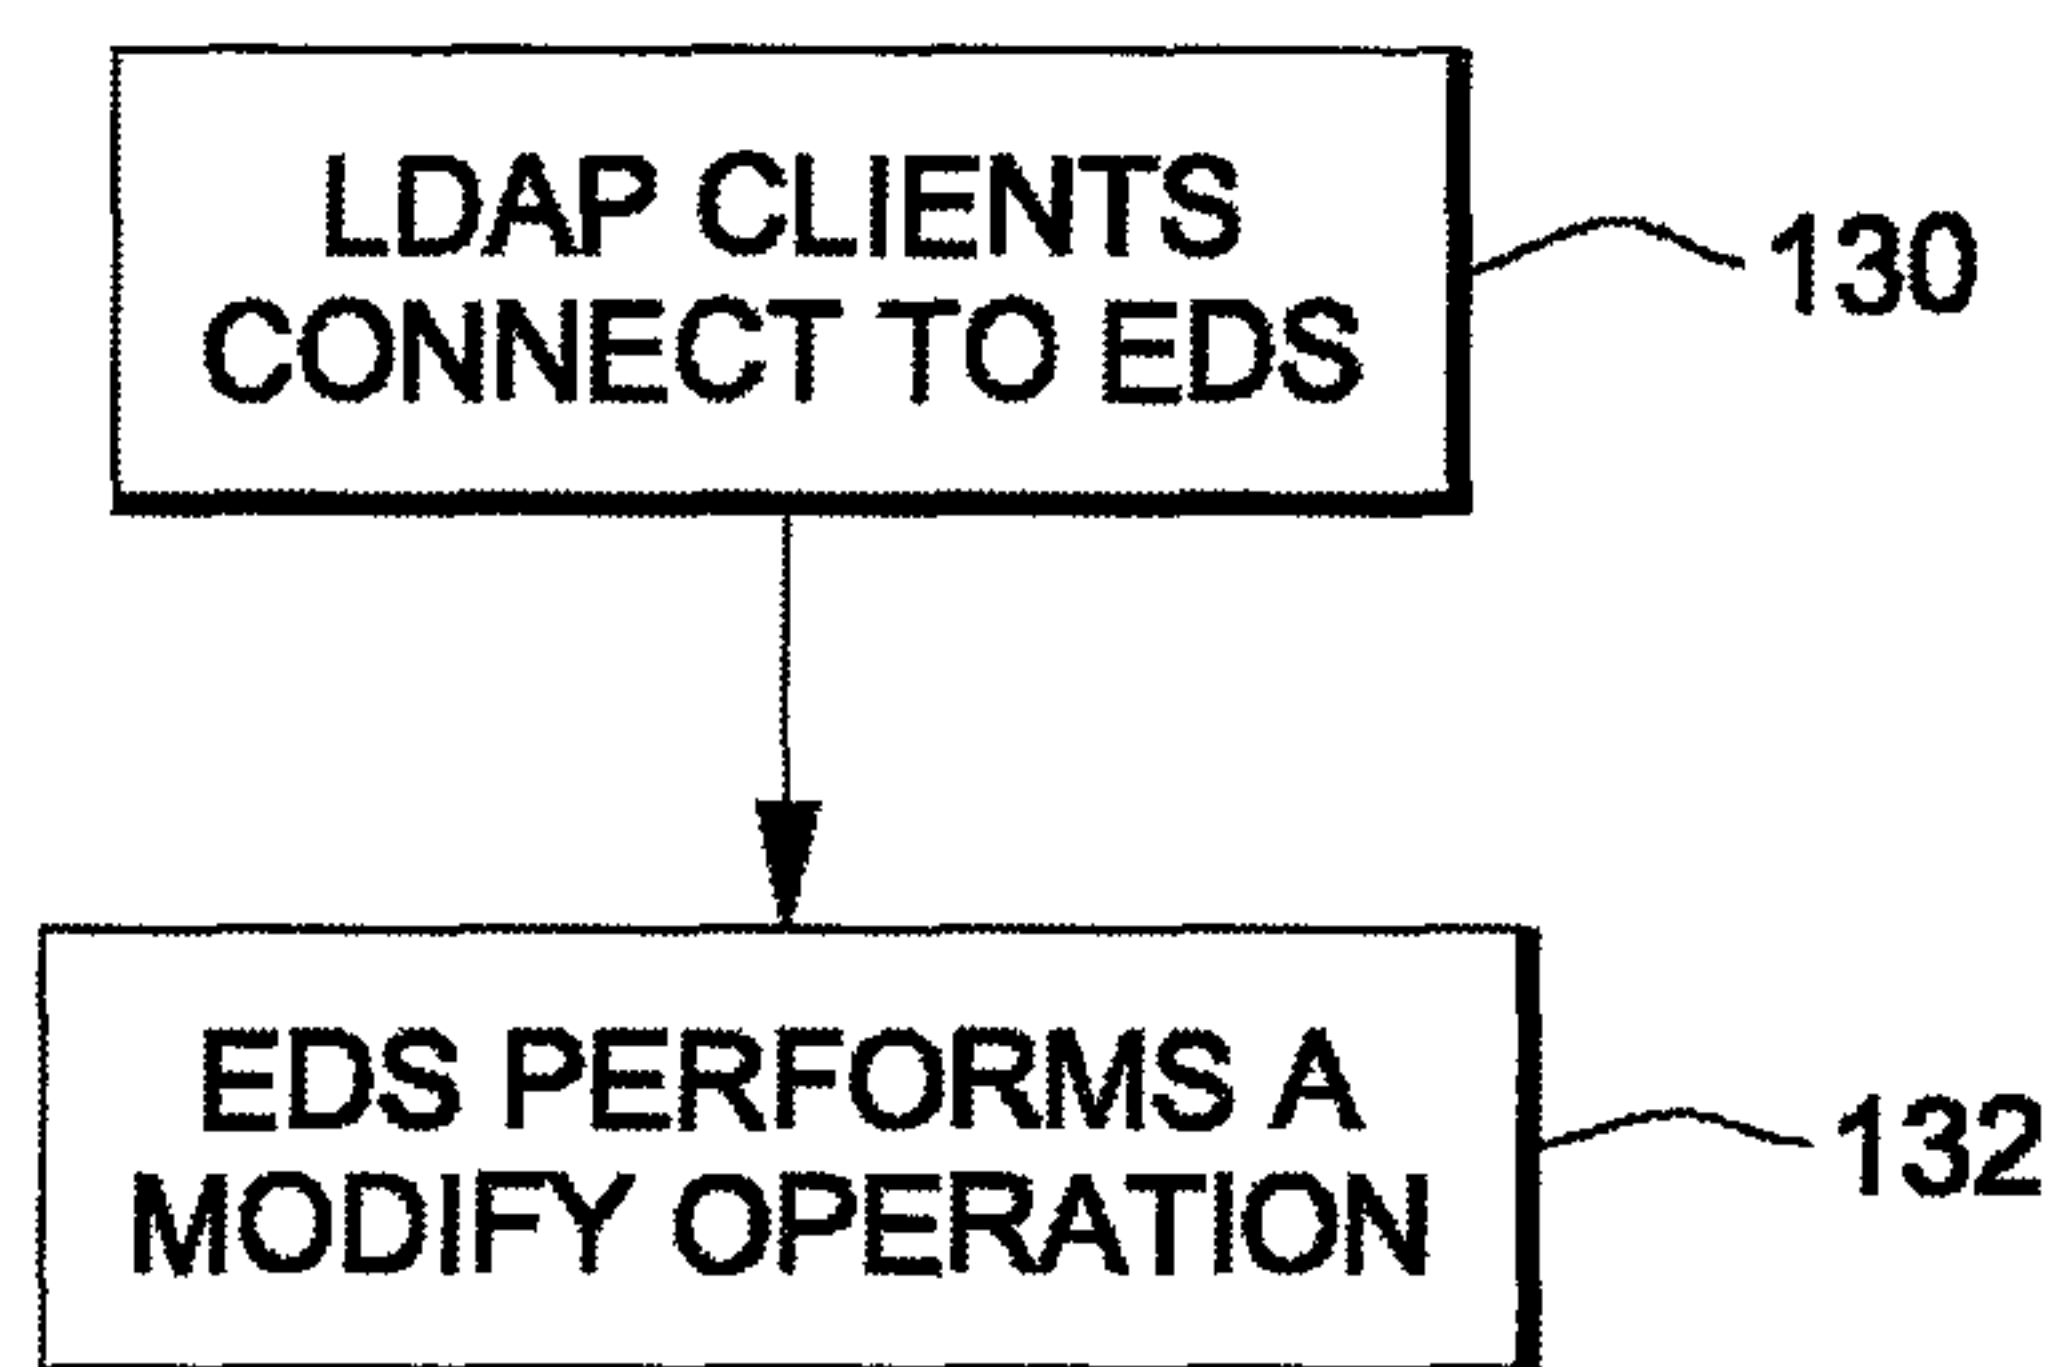 LDAP CLIENTS
CONNECT TO EDS
130
EDS PERFORMS A
MODIFY OPERATION
132